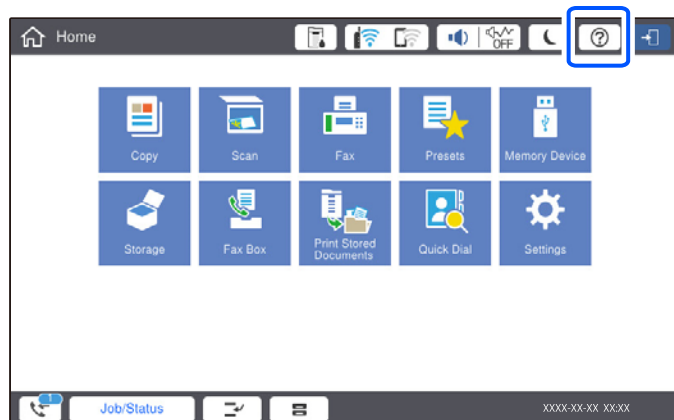 Home
OFF
?
Copy
Scan
Fax
Presets
Memory Device
Storage
Fax Box
Print Stored
Documents
Quick Dial
Settings
1
Job/Status
XXXX-XX-XX XX:XX